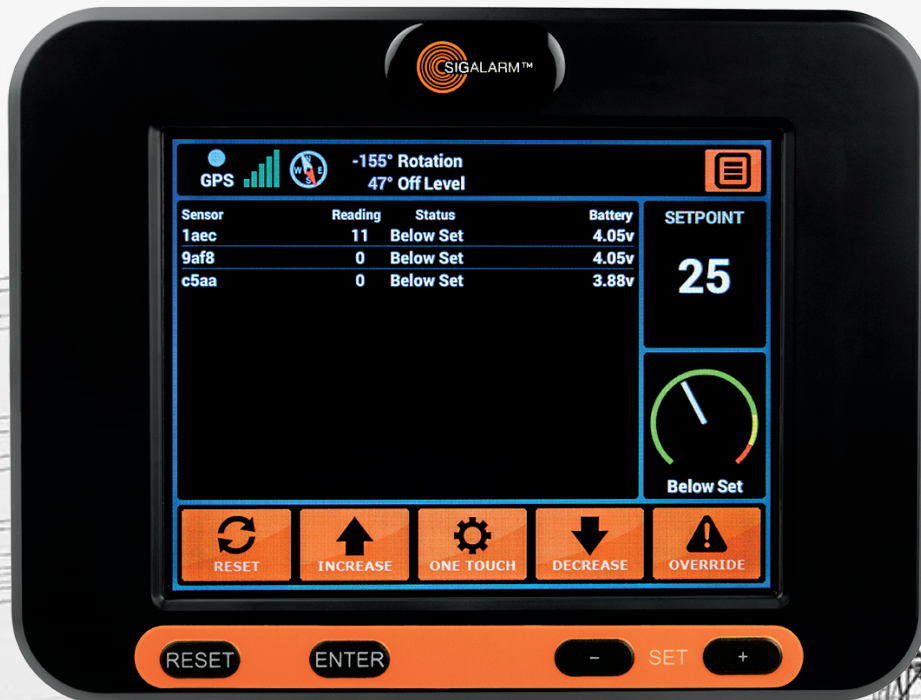 SIGALARM™
GPS
N
W E
S
-155° Rotation
47° Off Level
Sensor Reading Status Battery
1aec 11 Below Set 4.05v
9af8 0 Below Set 4.05v
c5aa 0 Below Set 3.88v
SETPOINT
25
Below Set
RESET INCREASE ONE TOUCH DECREASE OVERRIDE
RESET ENTER - SET +